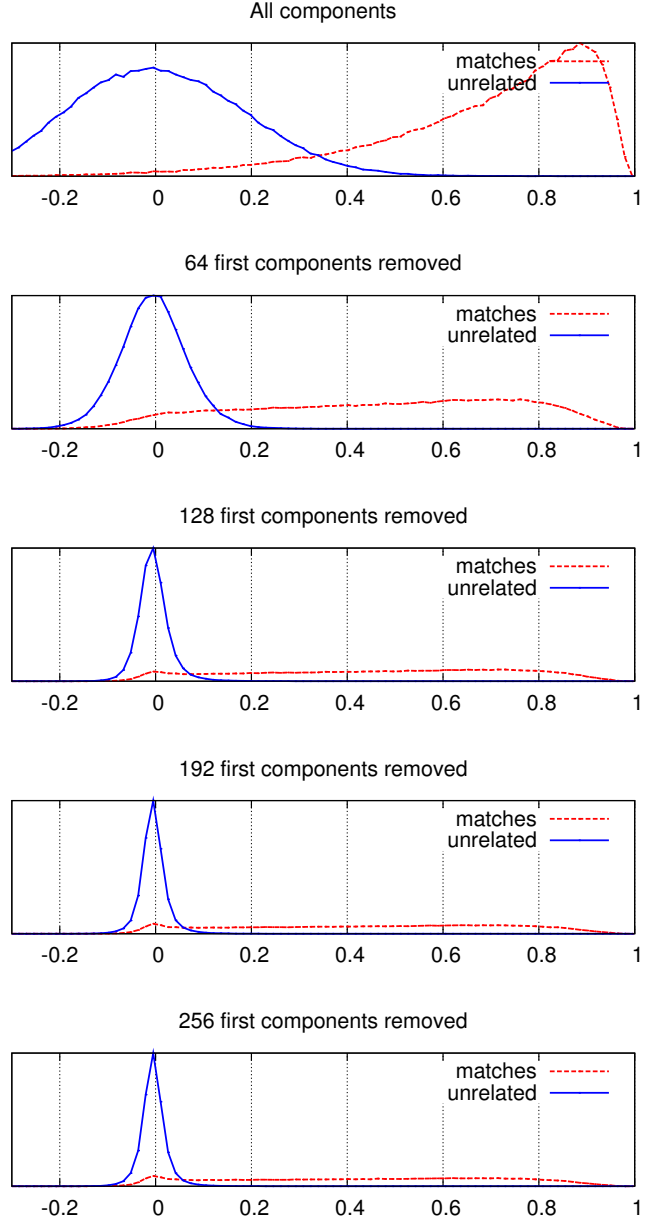 All components
matches
unrelated
-0.2 0 0.2 0.4 0.6 0.8 1
64 first components removed
matches
unrelated
-0.2 0 0.2 0.4 0.6 0.8 1
128 first components removed
matches
unrelated
-0.2 0 0.2 0.4 0.6 0.8 1
192 first components removed
matches
unrelated
-0.2 0 0.2 0.4 0.6 0.8 1
256 first components removed
matches
unrelated
-0.2 0 0.2 0.4 0.6 0.8 1